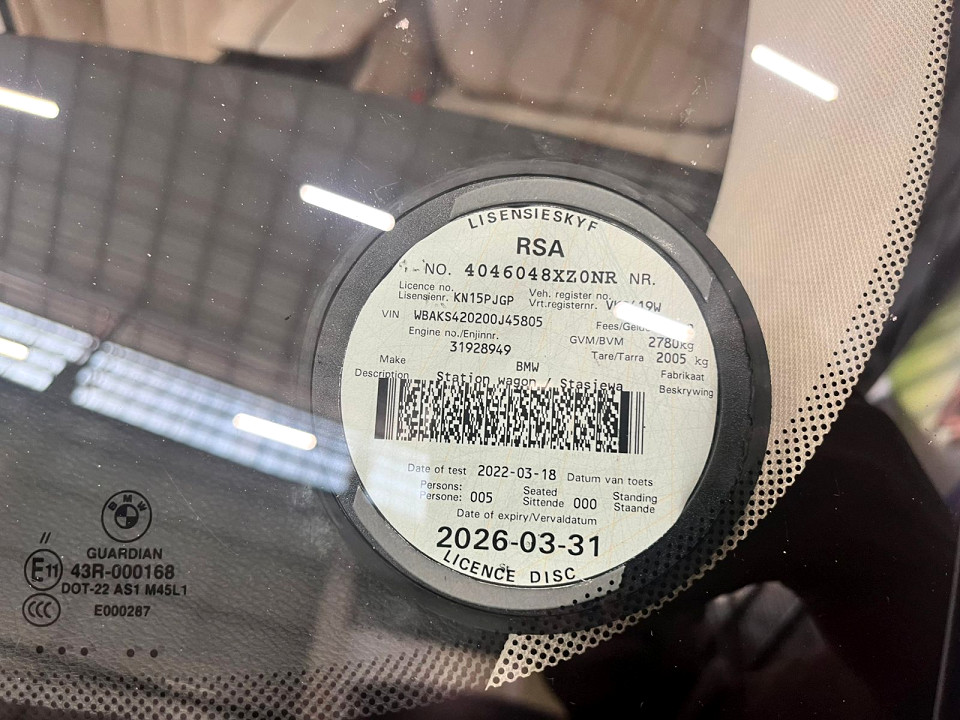 LISENSIESKYF
RSA
NO. 4046048XZ0NR NR.
Licence no. KN15PJGP Veh. register no.
Lisensienr. Vrt.registernr.
VIN WBAKS420200J45805
Engine no./Enjinnr. Fees/Gelde
31928949 GVM/BVM 2780kg
Tare/Tarra 2005 kg
Make BMW Fabrikaat
Description Station wagon / Stasiewa Beskrywing
Date of test 2022-03-18 Datum van toets
Persons: Seated Standing
Persone: 005 Sittende 000 Staande
Date of expiry/Vervaldatum
2026-03-31
LICENCE DISC
BMW
GUARDIAN
E11 43R-000168
DOT-22 AS1 M45L1
CCC E000287